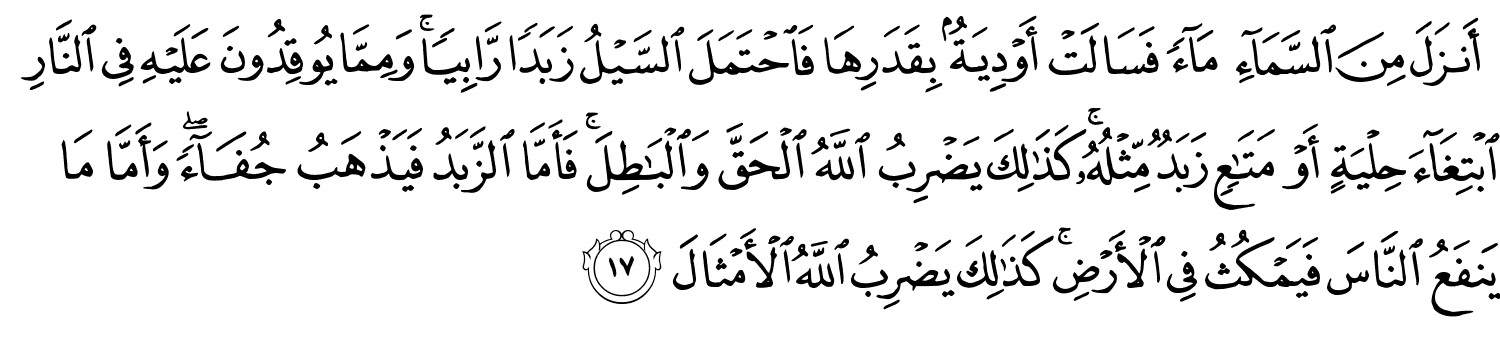 أَنزَلَ مِنَ ٱلسَّمَآءِ مَآءً فَسَالَتْ أَوْدِيَةٌۢ بِقَدَرِهَا فَٱحْتَمَلَ ٱلسَّيْلُ زَبَدًا رَّابِيًاۚ وَمِمَّا يُوقِدُونَ عَلَيْهِ فِى ٱلنَّارِ
ٱبْتِغَآءَ حِلْيَةٍ أَوْ مَتَٰعٍ زَبَدٌ مِّثْلُهُۥۚ كَذَٰلِكَ يَضْرِبُ ٱللَّهُ ٱلْحَقَّ وَٱلْبَٰطِلَۚ فَأَمَّا ٱلزَّبَدُ فَيَذْهَبُ جُفَآءًۖ وَأَمَّا مَا
يَنفَعُ ٱلنَّاسَ فَيَمْكُثُ فِى ٱلْأَرْضِۚ كَذَٰلِكَ يَضْرِبُ ٱللَّهُ ٱلْأَمْثَالَ ١٧